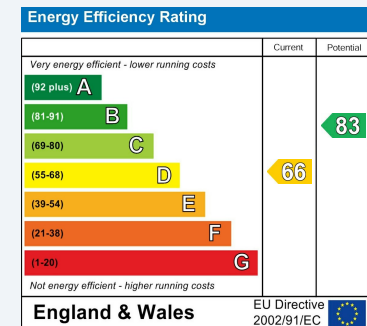 Energy Efficiency Rating
Current Potential
Very energy efficient - lower running costs
(92 plus) A
(81-91) B
83
(69-80) C
(55-68) D
66
(39-54) E
(21-38) F
(1-20) G
Not energy efficient - higher running costs
England & Wales
EU Directive
2002/91/EC